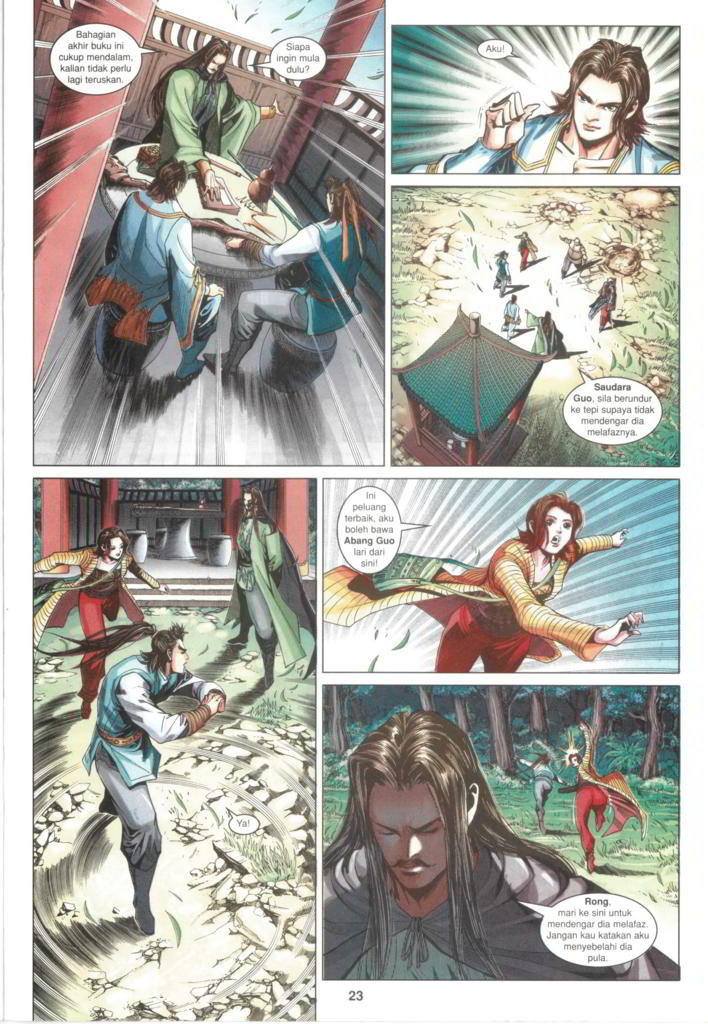 Bahagian
akhir buku ini
cukup mendalam,
kalian tidak perlu
lagi teruskan.
Siapa
ingin mula
dulu?
Aku!
Saudara
Guo, sila berundur
ke tepi supaya tidak
mendengar dia
melafaznya.
Ya!
Ini
peluang
terbaik, aku
boleh bawa
Abang Guo
lari dari
sini!
Rong,
mari ke sini untuk
mendengar dia melafaz.
Jangan kau katakan aku
menyebelahi dia
pula.
23